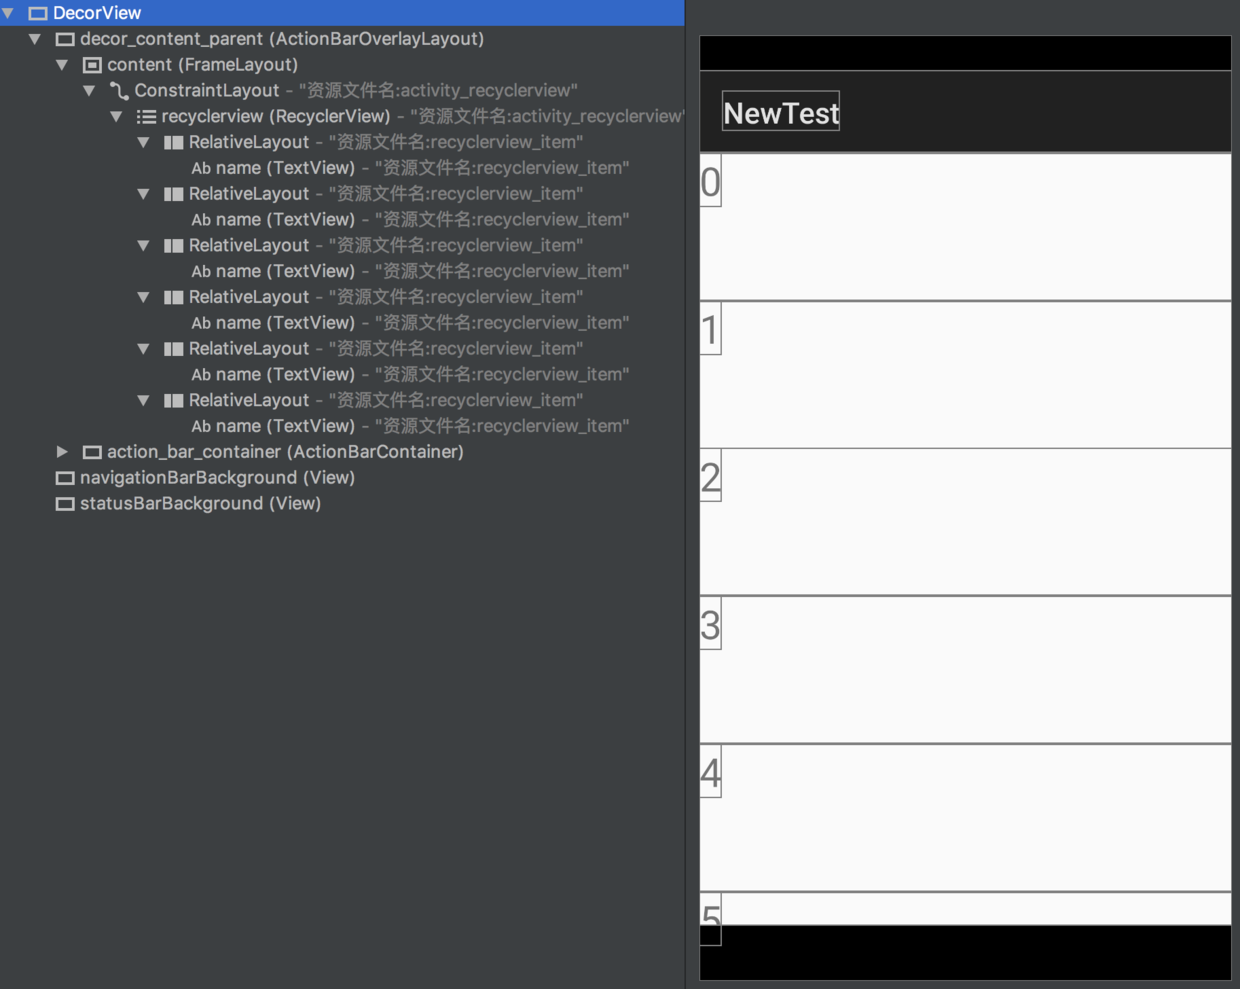 DecorView
decor_content_parent (ActionBarOverlayLayout)
content (FrameLayout)
ConstraintLayout - "资源文件名:activity_recyclerview"
recyclerview (RecyclerView) - "资源文件名:activity_recyclerview"
RelativeLayout - "资源文件名:recyclerview_item"
Ab name (TextView) - "资源文件名:recyclerview_item"
RelativeLayout - "资源文件名:recyclerview_item"
Ab name (TextView) - "资源文件名:recyclerview_item"
RelativeLayout - "资源文件名:recyclerview_item"
Ab name (TextView) - "资源文件名:recyclerview_item"
RelativeLayout - "资源文件名:recyclerview_item"
Ab name (TextView) - "资源文件名:recyclerview_item"
RelativeLayout - "资源文件名:recyclerview_item"
Ab name (TextView) - "资源文件名:recyclerview_item"
RelativeLayout - "资源文件名:recyclerview_item"
Ab name (TextView) - "资源文件名:recyclerview_item"
action_bar_container (ActionBarContainer)
navigationBarBackground (View)
statusBarBackground (View)
NewTest
0
1
2
3
4
5